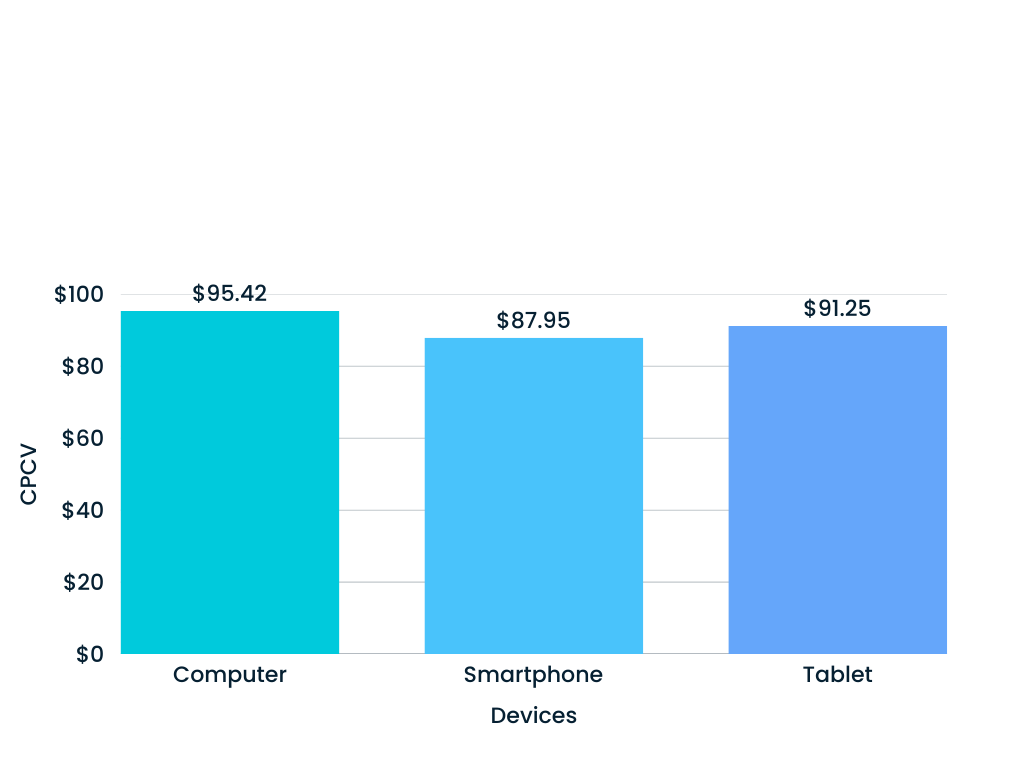 $100
$80
$60
$40
$20
$0
CPCV
$95.42
$87.95
$91.25
Computer
Smartphone
Tablet
Devices